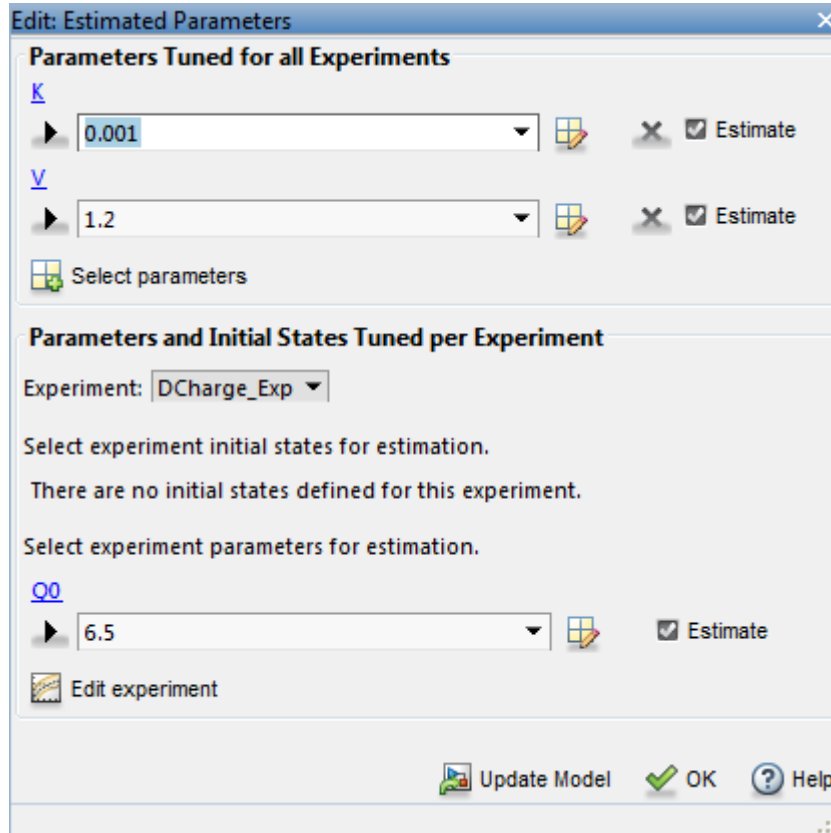 Edit: Estimated Parameters
Parameters Tuned for all Experiments
K
0.001 Estimate
V
1.2 Estimate
Select parameters
Parameters and Initial States Tuned per Experiment
Experiment: DCharge_Exp
Select experiment initial states for estimation.
There are no initial states defined for this experiment.
Select experiment parameters for estimation.
Q0
6.5 Estimate
Edit experiment
Update Model OK Help